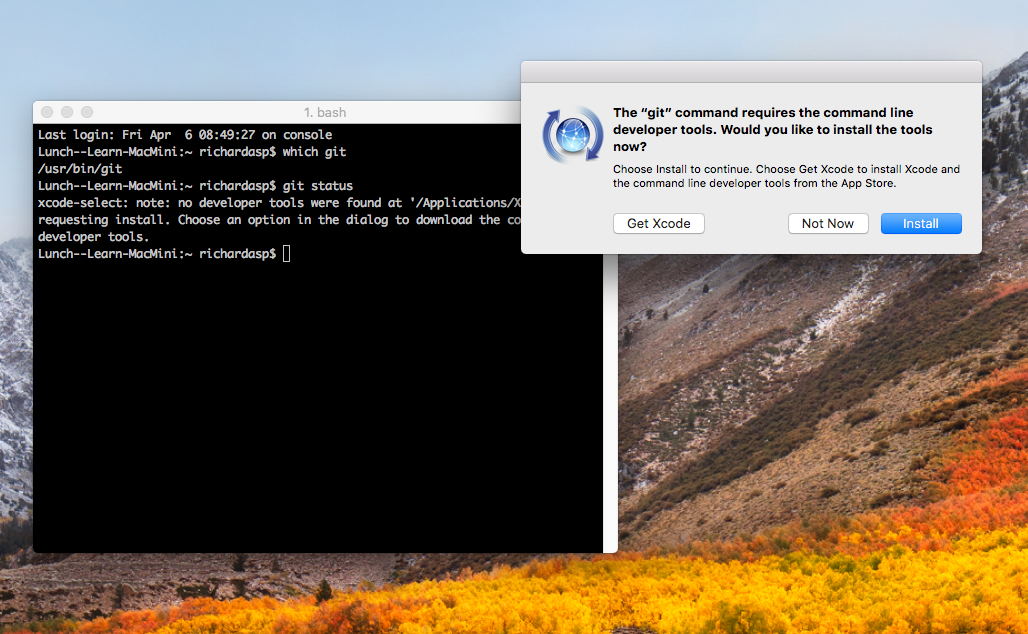 1. bash
Last login: Fri Apr  6 08:49:27 on console
Lunch--Learn-MacMini:~ richardasp$ which git
/usr/bin/git
Lunch--Learn-MacMini:~ richardasp$ git status
xcode-select: note: no developer tools were found at '/Applications/X
requesting install. Choose an option in the dialog to download the co
developer tools.
Lunch--Learn-MacMini:~ richardasp$
The “git” command requires the command line
developer tools. Would you like to install the tools
now?
Choose Install to continue. Choose Get Xcode to install Xcode and
the command line developer tools from the App Store.
Get Xcode Not Now Install